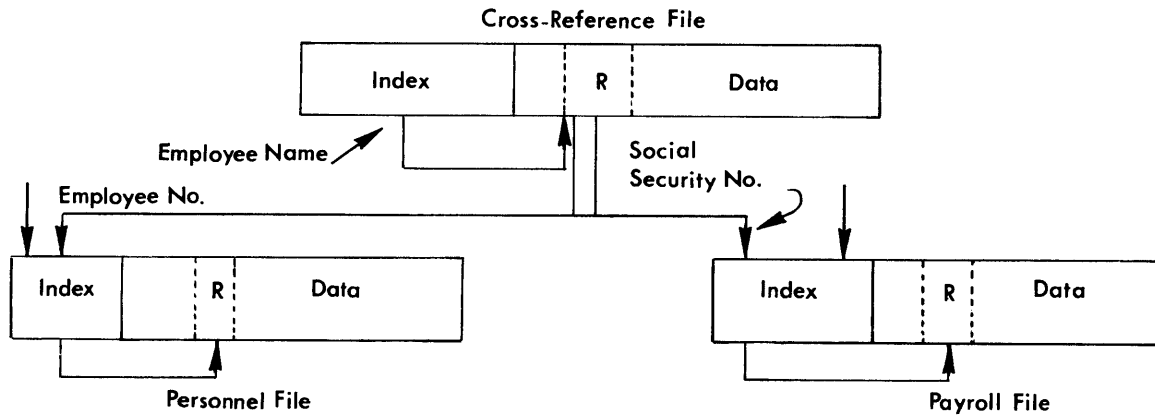 Cross-Reference File
Index R Data
Employee Name
Social
Security No.
Employee No.
Index R Data
Index R Data
Personnel File
Payroll File